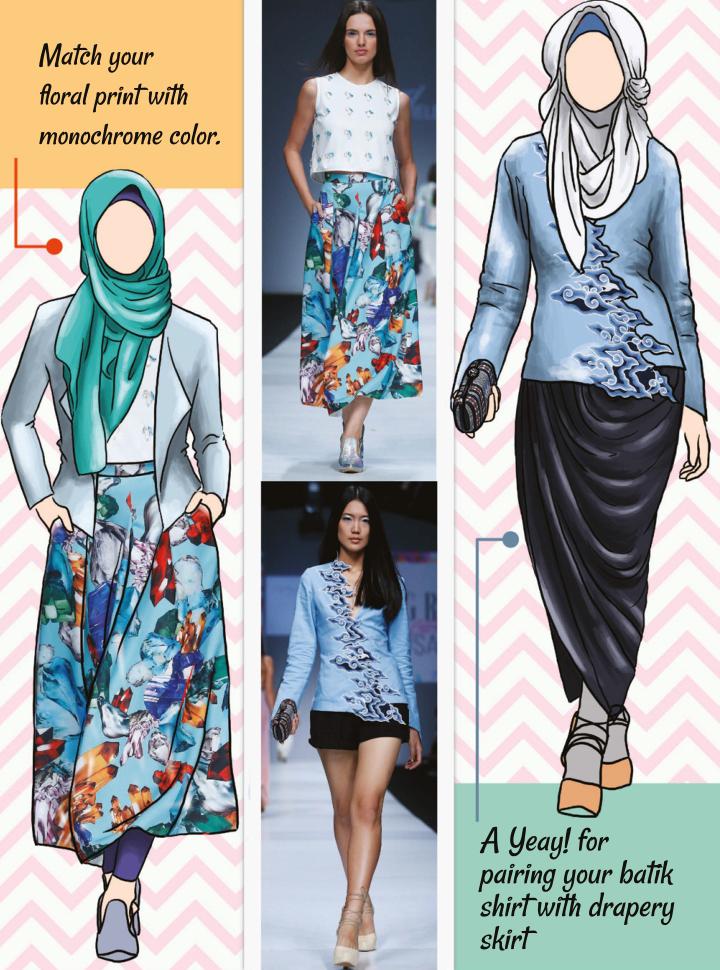 Match your
floral print with
monochrome color.
A Yeay! for
pairing your batik
shirt with drapery
skirt